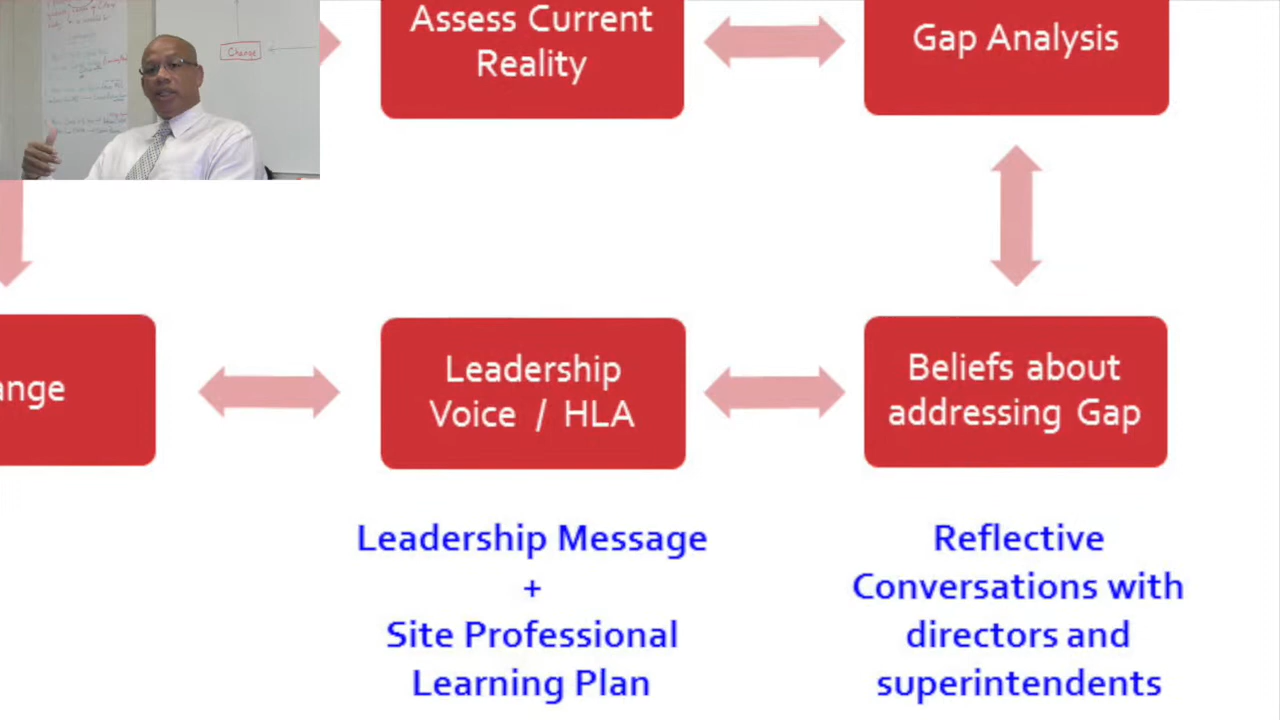 Change
Assess Current
Reality
Gap Analysis
ange
Leadership
Voice / HLA
Beliefs about
addressing Gap
Leadership Message
+
Site Professional
Learning Plan
Reflective
Conversations with
directors and
superintendents